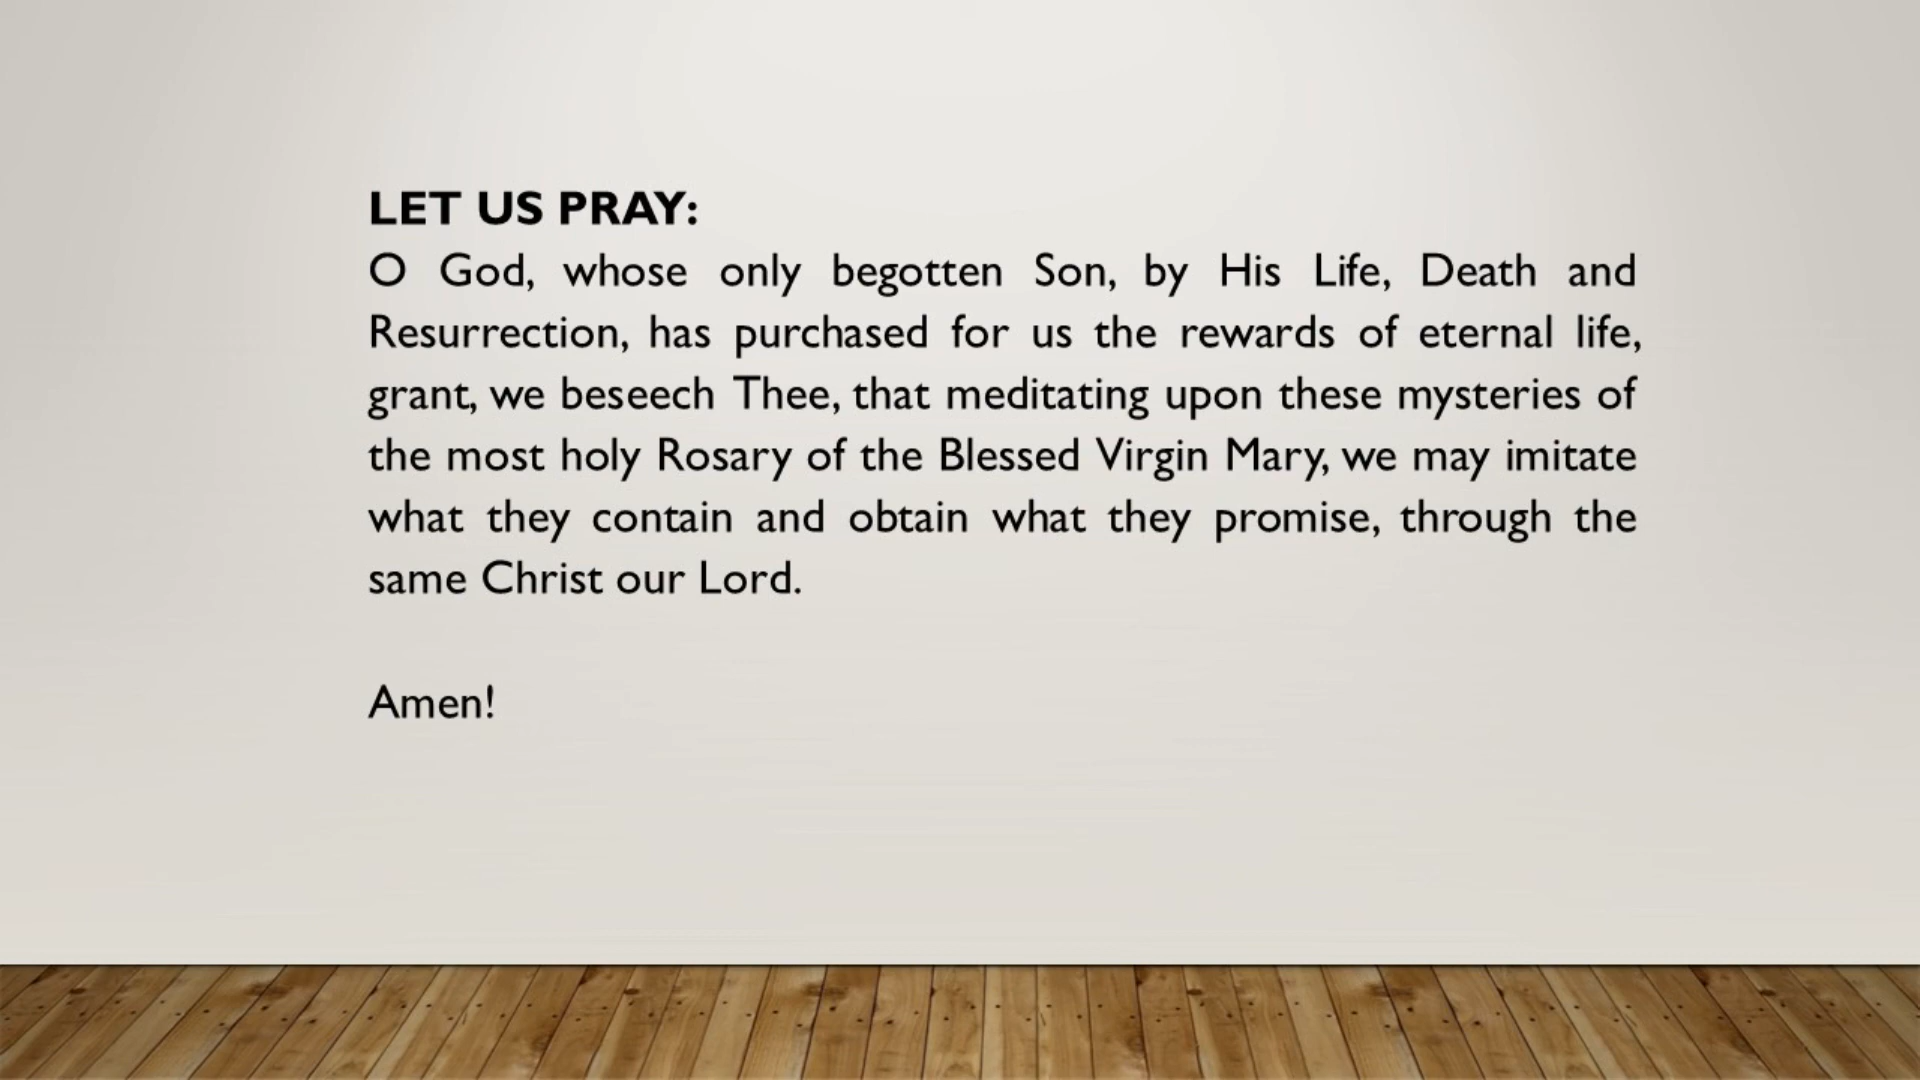 LET US PRAY:
O God, whose only begotten Son, by His Life, Death and
Resurrection, has purchased for us the rewards of eternal life,
grant, we beseech Thee, that meditating upon these mysteries of
the most holy Rosary of the Blessed Virgin Mary, we may imitate
what they contain and obtain what they promise, through the
same Christ our Lord.
Amen!